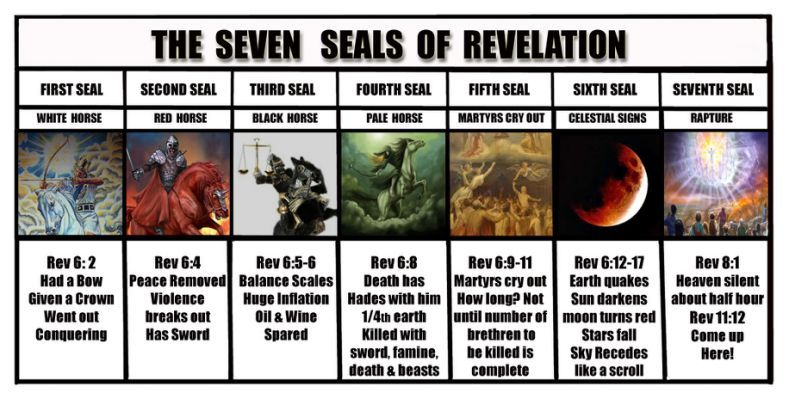 THE SEVEN SEALS OF REVELATION
FIRST SEAL
SECOND SEAL
THIRD SEAL
FOURTH SEAL
FIFTH SEAL
SIXTH SEAL
SEVENTH SEAL
WHITE HORSE
RED HORSE
BLACK HORSE
PALE HORSE
MARTYRS CRY OUT
CELESTIAL SIGNS
RAPTURE
Rev 6: 2
Had a Bow
Given a Crown
Went out
Conquering
Rev 6:4
Peace Removed
Violence
breaks out
Has Sword
Rev 6:5-6
Balance Scales
Huge Inflation
Oil & Wine
Spared
Rev 6:8
Death has
Hades with him
1/4th earth
Killed with
sword, famine,
death & beasts
Rev 6:9-11
Martyrs cry out
How long? Not
until number of
brethren to
be killed is
complete
Rev 6:12-17
Earth quakes
Sun darkens
moon turns red
Stars fall
Sky Recedes
like a scroll
Rev 8:1
Heaven silent
about half hour
Rev 11:12
Come up
Here!